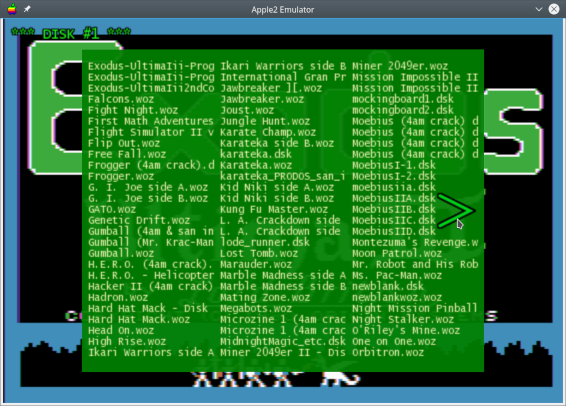 Apple2 Emulator
*** DISK #1 ***
Exodus-UltimaIii-Prog Ikari Warriors side B Miner 2049er.woz
Exodus-UltimaIii-Prog International Gran Pr Mission Impossible II
Exodus-UltimaIii2ndCo Jawbreaker ][.woz Mission Impossible II
Falcons.woz Jawbreaker.woz mockingboard1.dsk
Fight Night.woz Joust.woz mockingboard2.dsk
First Math Adventures Jungle Hunt.woz Moebius (4am crack) d
Flight Simulator II v Karate Champ.woz Moebius (4am crack) d
Flip Out.woz Karateka side B.woz Moebius (4am crack) d
Free Fall.woz karateka.dsk Moebius (4am crack) d
Frogger (4am crack).d Karateka.woz MoebiusI-1.dsk
Frogger.woz karateka_PRODOS_san_i MoebiusI-2.dsk
G. I. Joe side A.woz Kid Niki side A.woz moebiusiia.dsk
G. I. Joe side B.woz Kid Niki side B.woz MoebiusIIA.dsk
GATO.woz Kung Fu Master.woz MoebiusIIB.dsk
Genetic Drift.woz L. A. Crackdown side MoebiusIIC.dsk
Gumball (4am & san in L. A. Crackdown side MoebiusIID.dsk
Gumball (Mr. Krac-Man lode_runner.dsk Montezuma's Revenge.w
Gumball.woz Lost Tomb.woz Moon Patrol.woz
H.E.R.O. (4am crack). Marauder.woz Mr. Robot and His Rob
H.E.R.O. - Helicopter Marble Madness side A Ms. Pac-Man.woz
Hacker II (4am crack) Marble Madness side B newblank.dsk
Hadron.woz Mating Zone.woz newblankwoz.woz
Hard Hat Mack - Disk Megabots.woz Night Mission Pinball
Hard Hat Mack.woz Microzine 1 (4am crac Night Stalker.woz
Head On.woz Microzine 1 (4am crac O'Riley's Mine.woz
High Rise.woz MidnightMagic_etc.dsk One on One.woz
Ikari Warriors side A Miner 2049er II - Dis Orbitron.woz